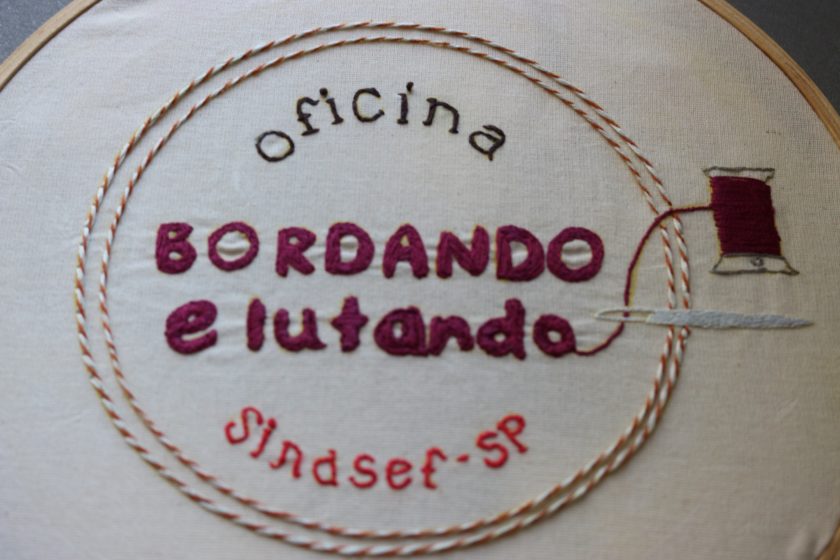 oficina
BORDANDO
e lutando
Sindsef-SP